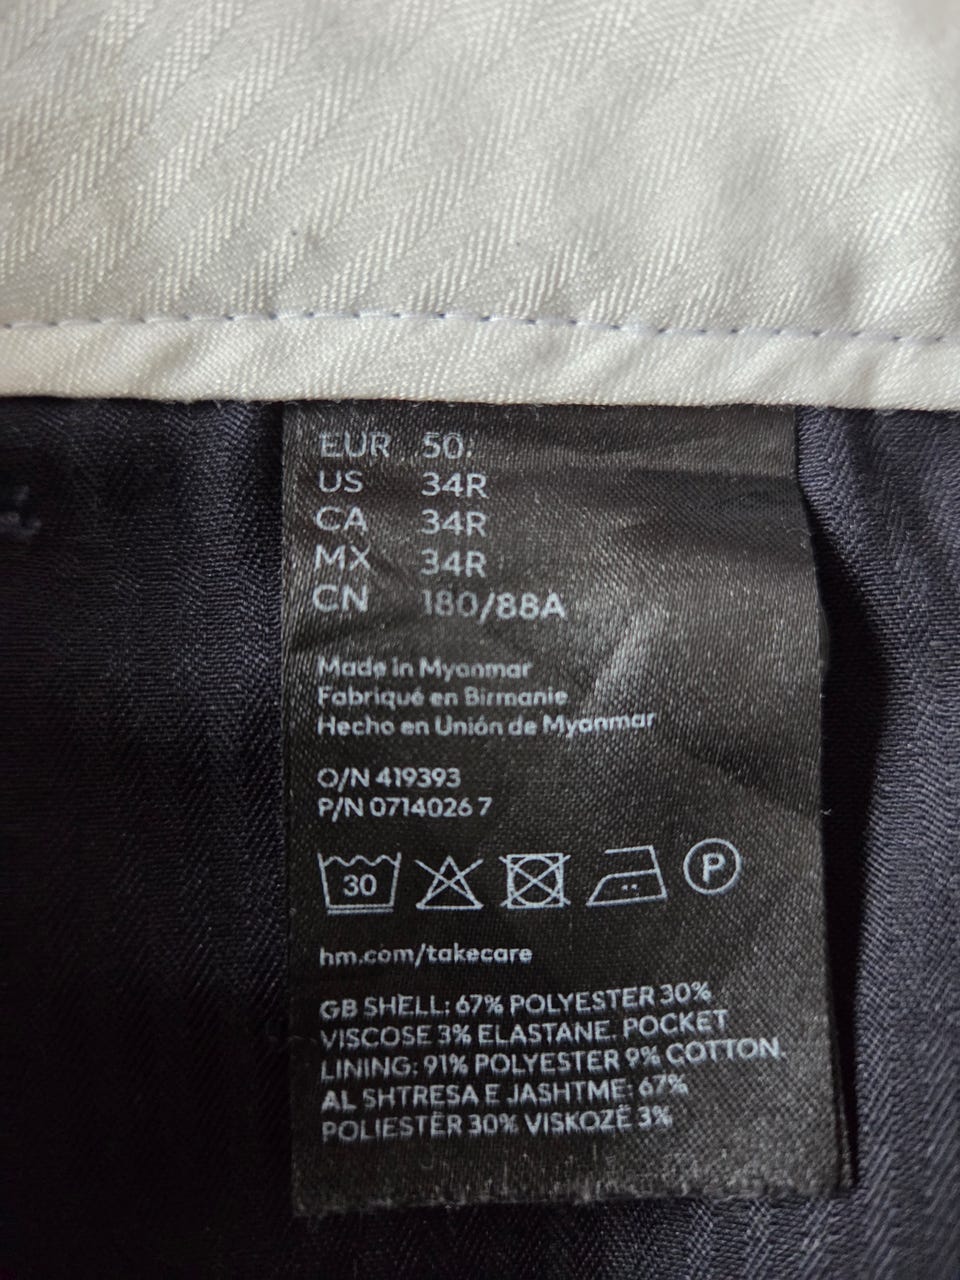 EUR 50
US 34R
CA 34R
MX 34R
CN 180/88A
Made in Myanmar
Fabriqué en Birmanie
Hecho en Unión de Myanmar
O/N 419393
P/N 0714026 7
30 P
hm.com/takecare
GB SHELL: 67% POLYESTER 30%
VISCOSE 3% ELASTANE. POCKET
LINING: 91% POLYESTER 9% COTTON.
AL SHTRESA E JASHTME: 67%
POLIESTËR 30% VISKOZË 3%